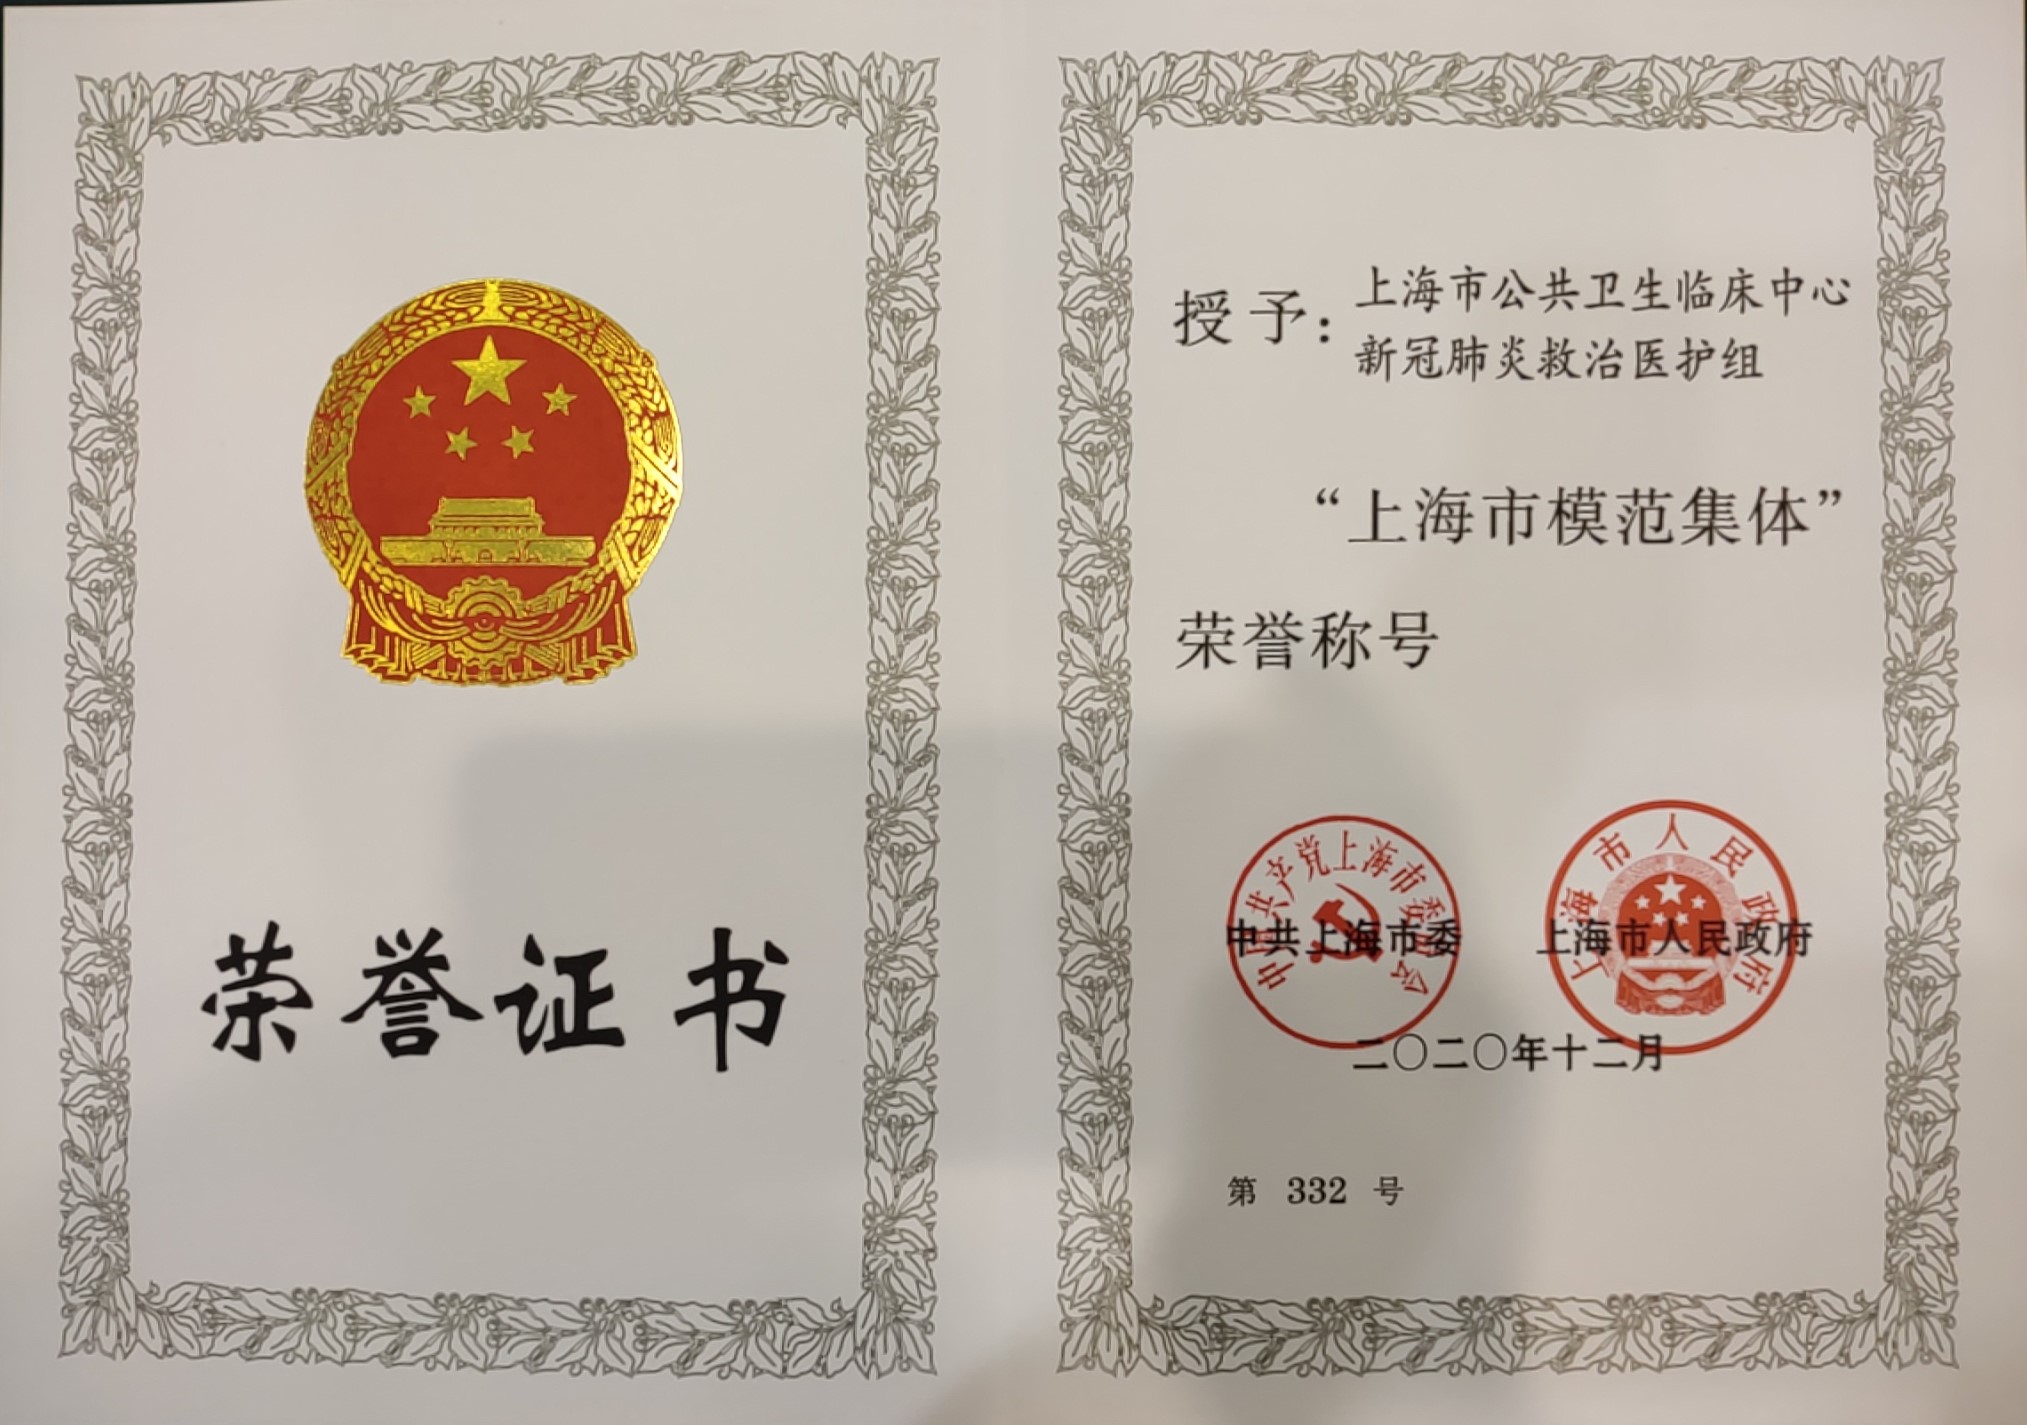 荣誉证书
授予：
上海市公共卫生临床中心
新冠肺炎救治医护组
“上海市模范集体”
荣誉称号
中国共产党上海市委员会
上海市人民政府
中共上海市委 上海市人民政府
二〇二〇年十二月
第 332 号